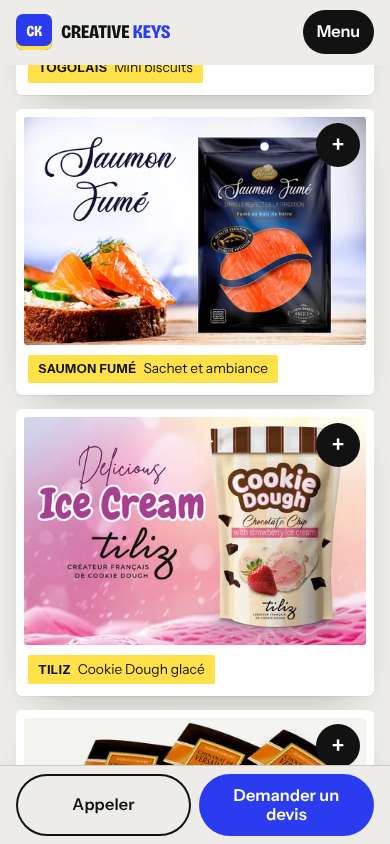 CK CREATIVE KEYS
Menu
TOGOLAIS Mini biscuits
+
Saumon
Fumé
Saumon Fumé
Fumé au bois de hêtre
SAUMON FUMÉ Sachet et ambiance
+
Delicious
Ice Cream
tiliz
CRÉATEUR FRANÇAIS
DE COOKIE DOUGH
Cookie
Dough
Chocolate Chip
with strawberry ice cream
tiliz
TILIZ Cookie Dough glacé
+
Appeler
Demander un
devis